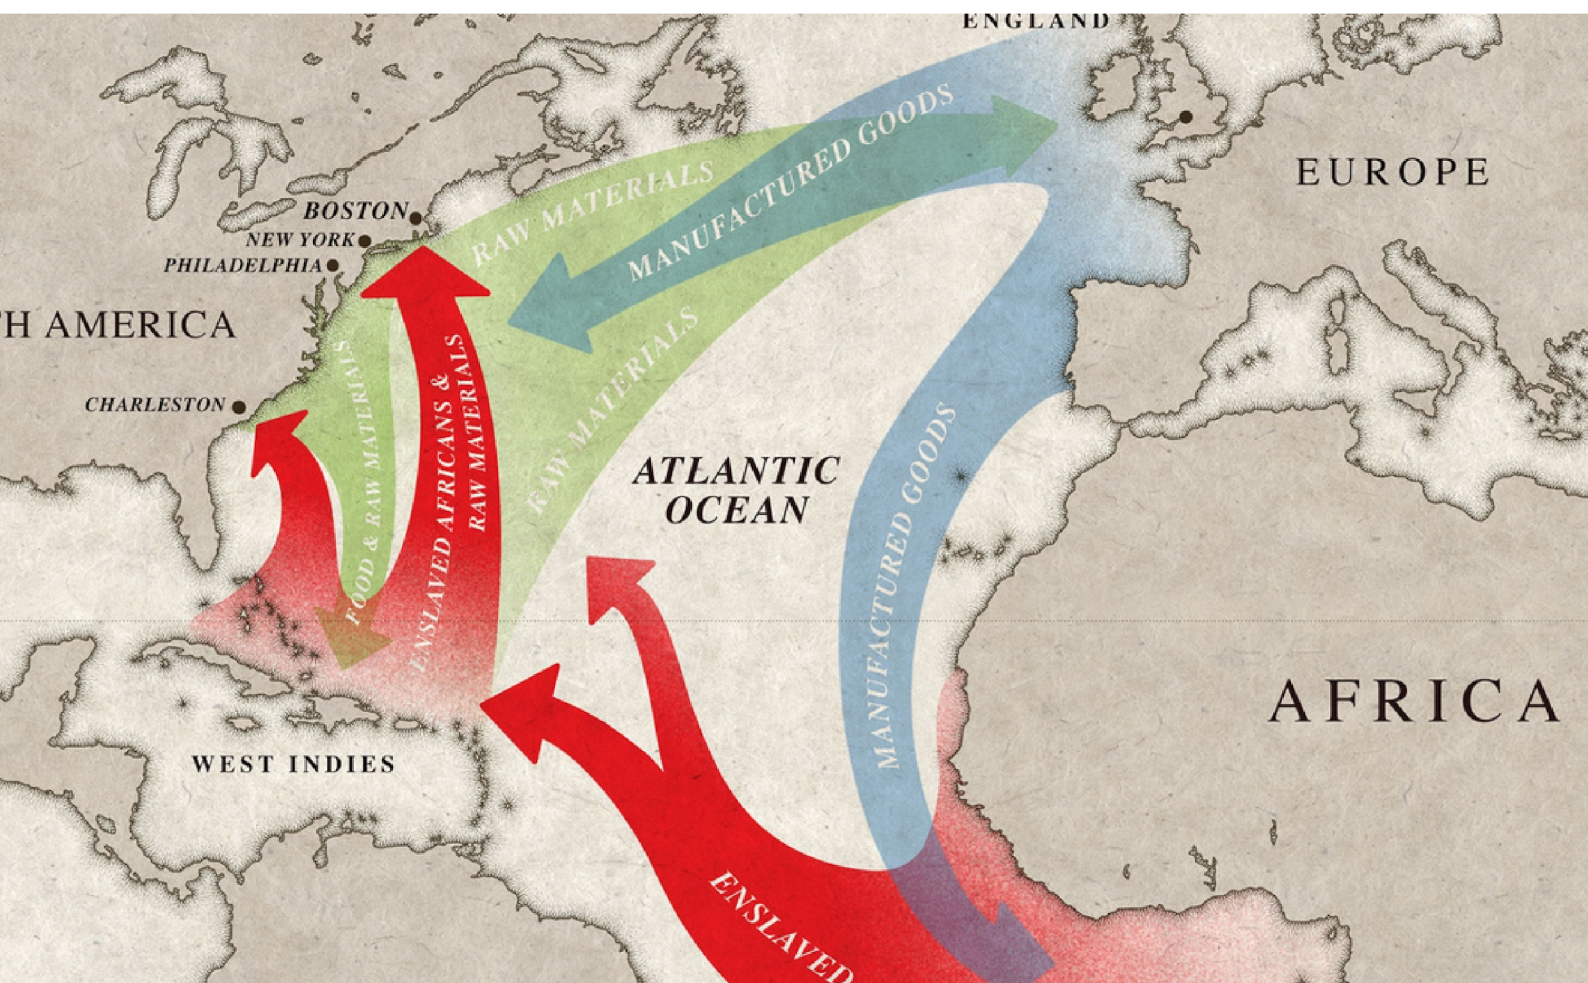 ENGLAND
MANUFACTURED GOODS
RAW MATERIALS
EUROPE
BOSTON
NEW YORK
PHILADELPHIA
TH AMERICA
CHARLESTON
FOOD & RAW MATERIALS
ENSLAVED AFRICANS &
RAW MATERIALS
RAW MATERIALS
ATLANTIC
OCEAN
MANUFACTURED GOODS
AFRICA
WEST INDIES
ENSLAVED